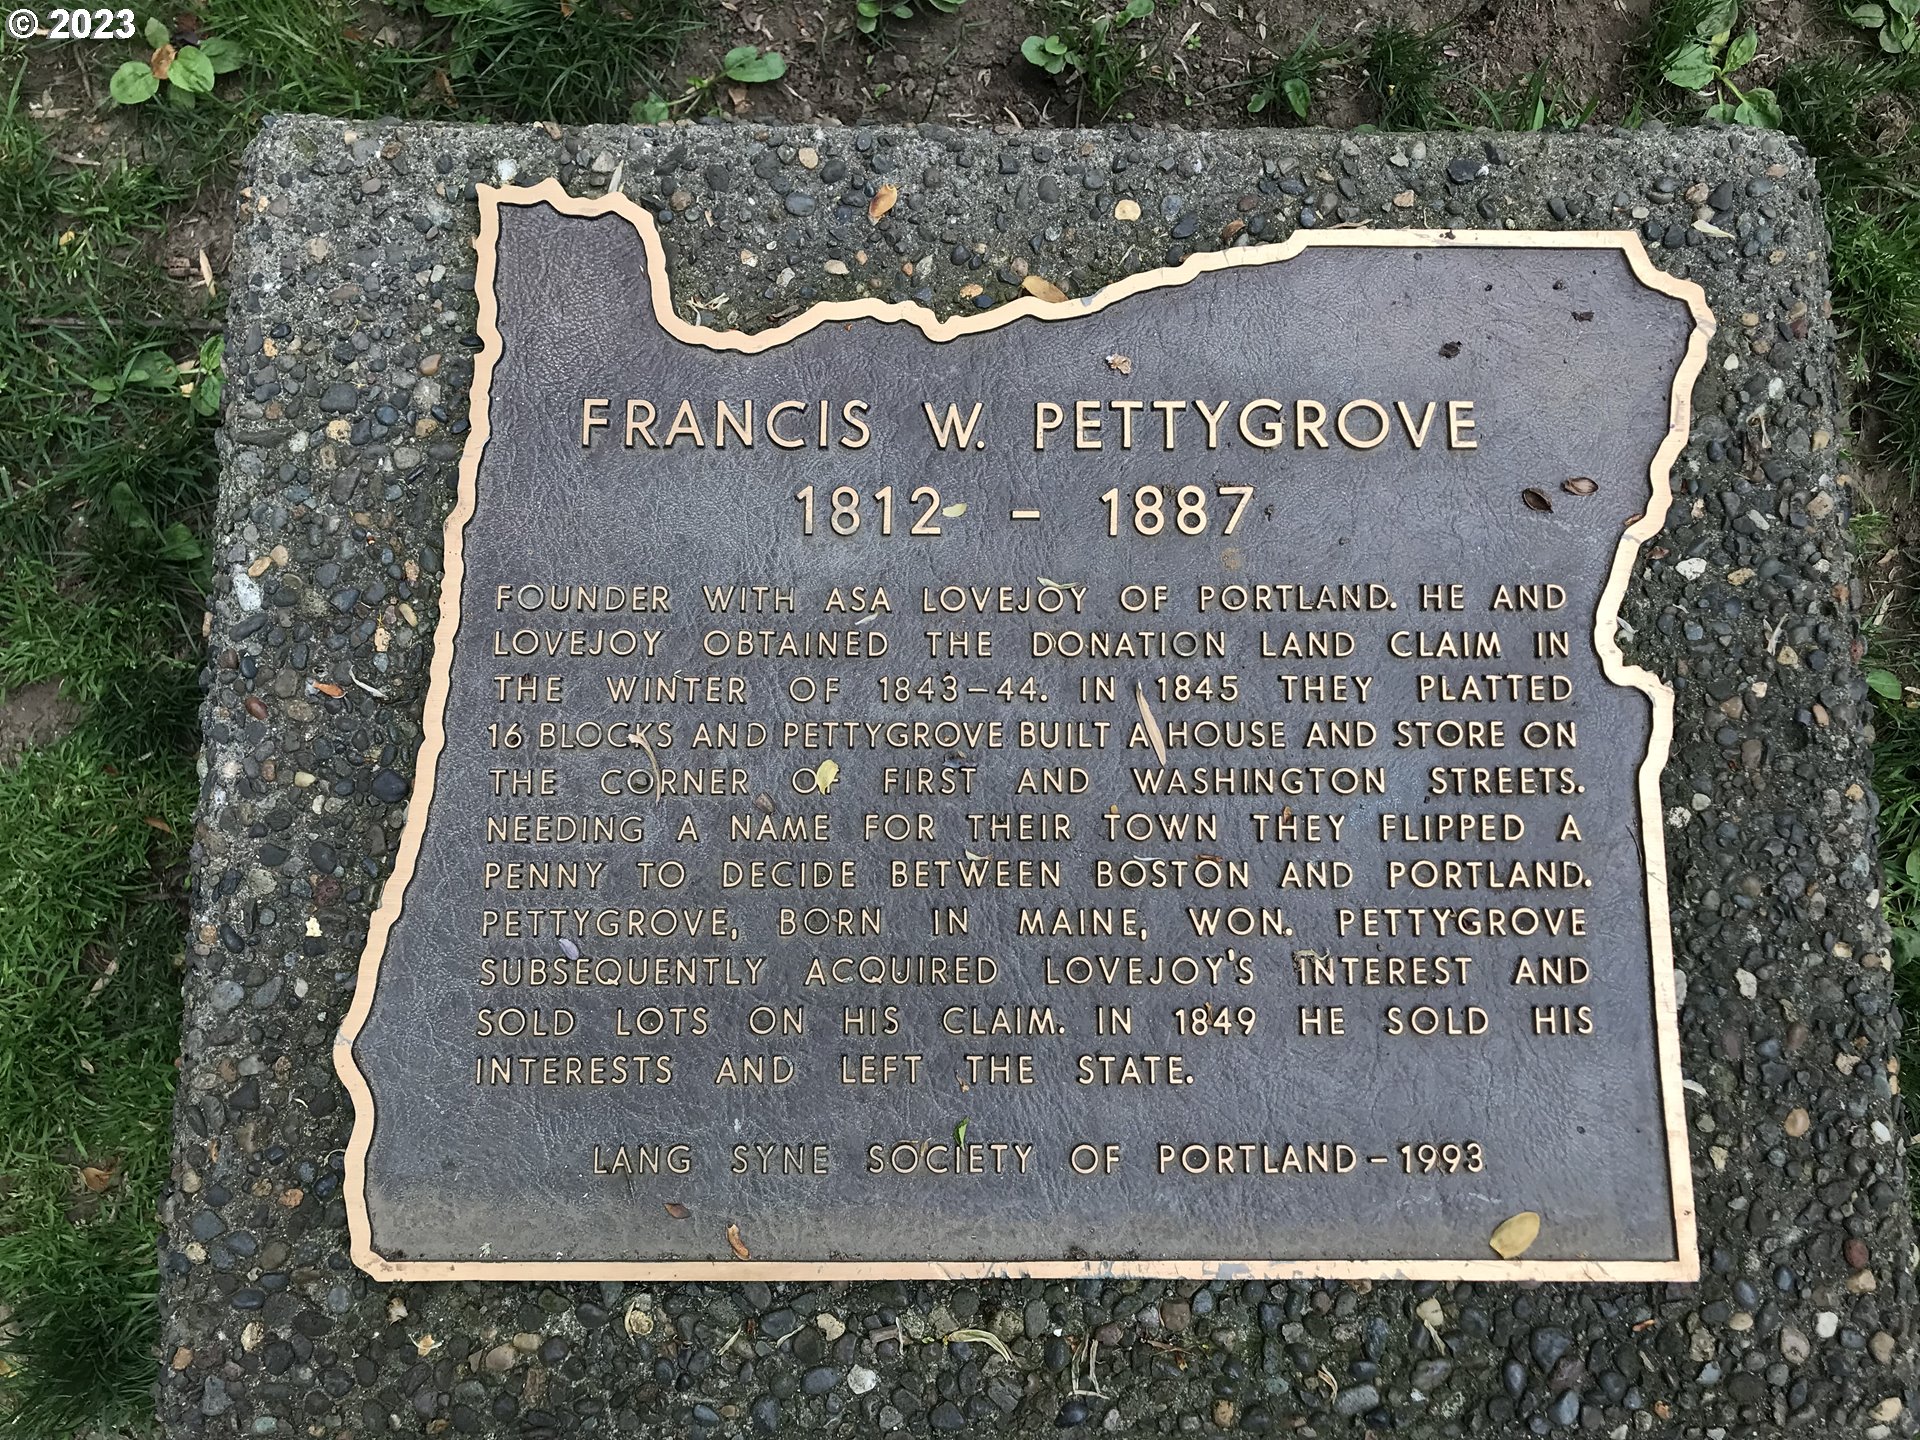 © 2023
FRANCIS W. PETTYGROVE
1812 – 1887
FOUNDER WITH ASA LOVEJOY OF PORTLAND. HE AND
LOVEJOY OBTAINED THE DONATION LAND CLAIM IN
THE WINTER OF 1843–44. IN 1845 THEY PLATTED
16 BLOCKS AND PETTYGROVE BUILT A HOUSE AND STORE ON
THE CORNER OF FIRST AND WASHINGTON STREETS.
NEEDING A NAME FOR THEIR TOWN THEY FLIPPED A
PENNY TO DECIDE BETWEEN BOSTON AND PORTLAND.
PETTYGROVE, BORN IN MAINE, WON. PETTYGROVE
SUBSEQUENTLY ACQUIRED LOVEJOY'S INTEREST AND
SOLD LOTS ON HIS CLAIM. IN 1849 HE SOLD HIS
INTERESTS AND LEFT THE STATE.
LANG SYNE SOCIETY OF PORTLAND – 1993